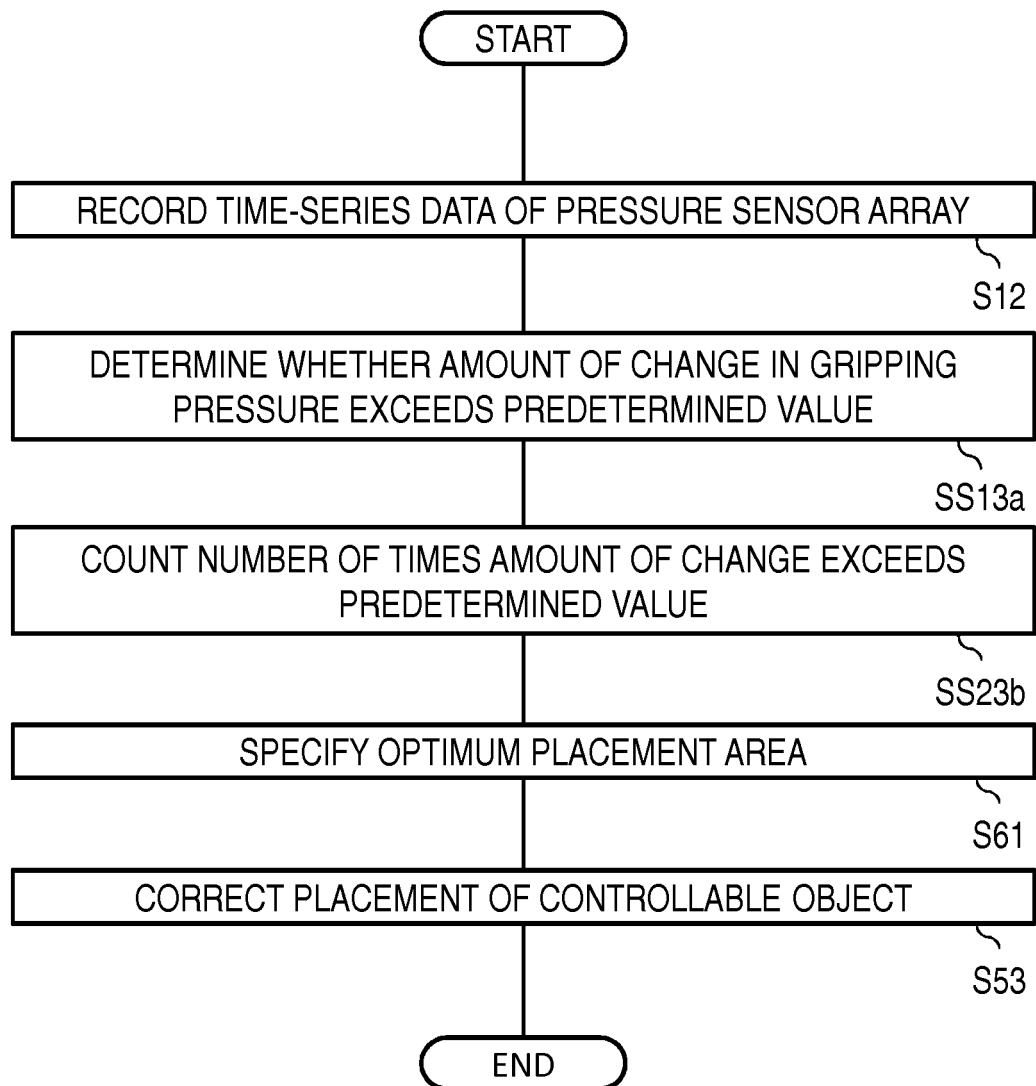 START
RECORD TIME-SERIES DATA OF PRESSURE SENSOR ARRAY
S12
DETERMINE WHETHER AMOUNT OF CHANGE IN GRIPPING
PRESSURE EXCEEDS PREDETERMINED VALUE
SS13a
COUNT NUMBER OF TIMES AMOUNT OF CHANGE EXCEEDS
PREDETERMINED VALUE
SS23b
SPECIFY OPTIMUM PLACEMENT AREA
S61
CORRECT PLACEMENT OF CONTROLLABLE OBJECT
S53
END